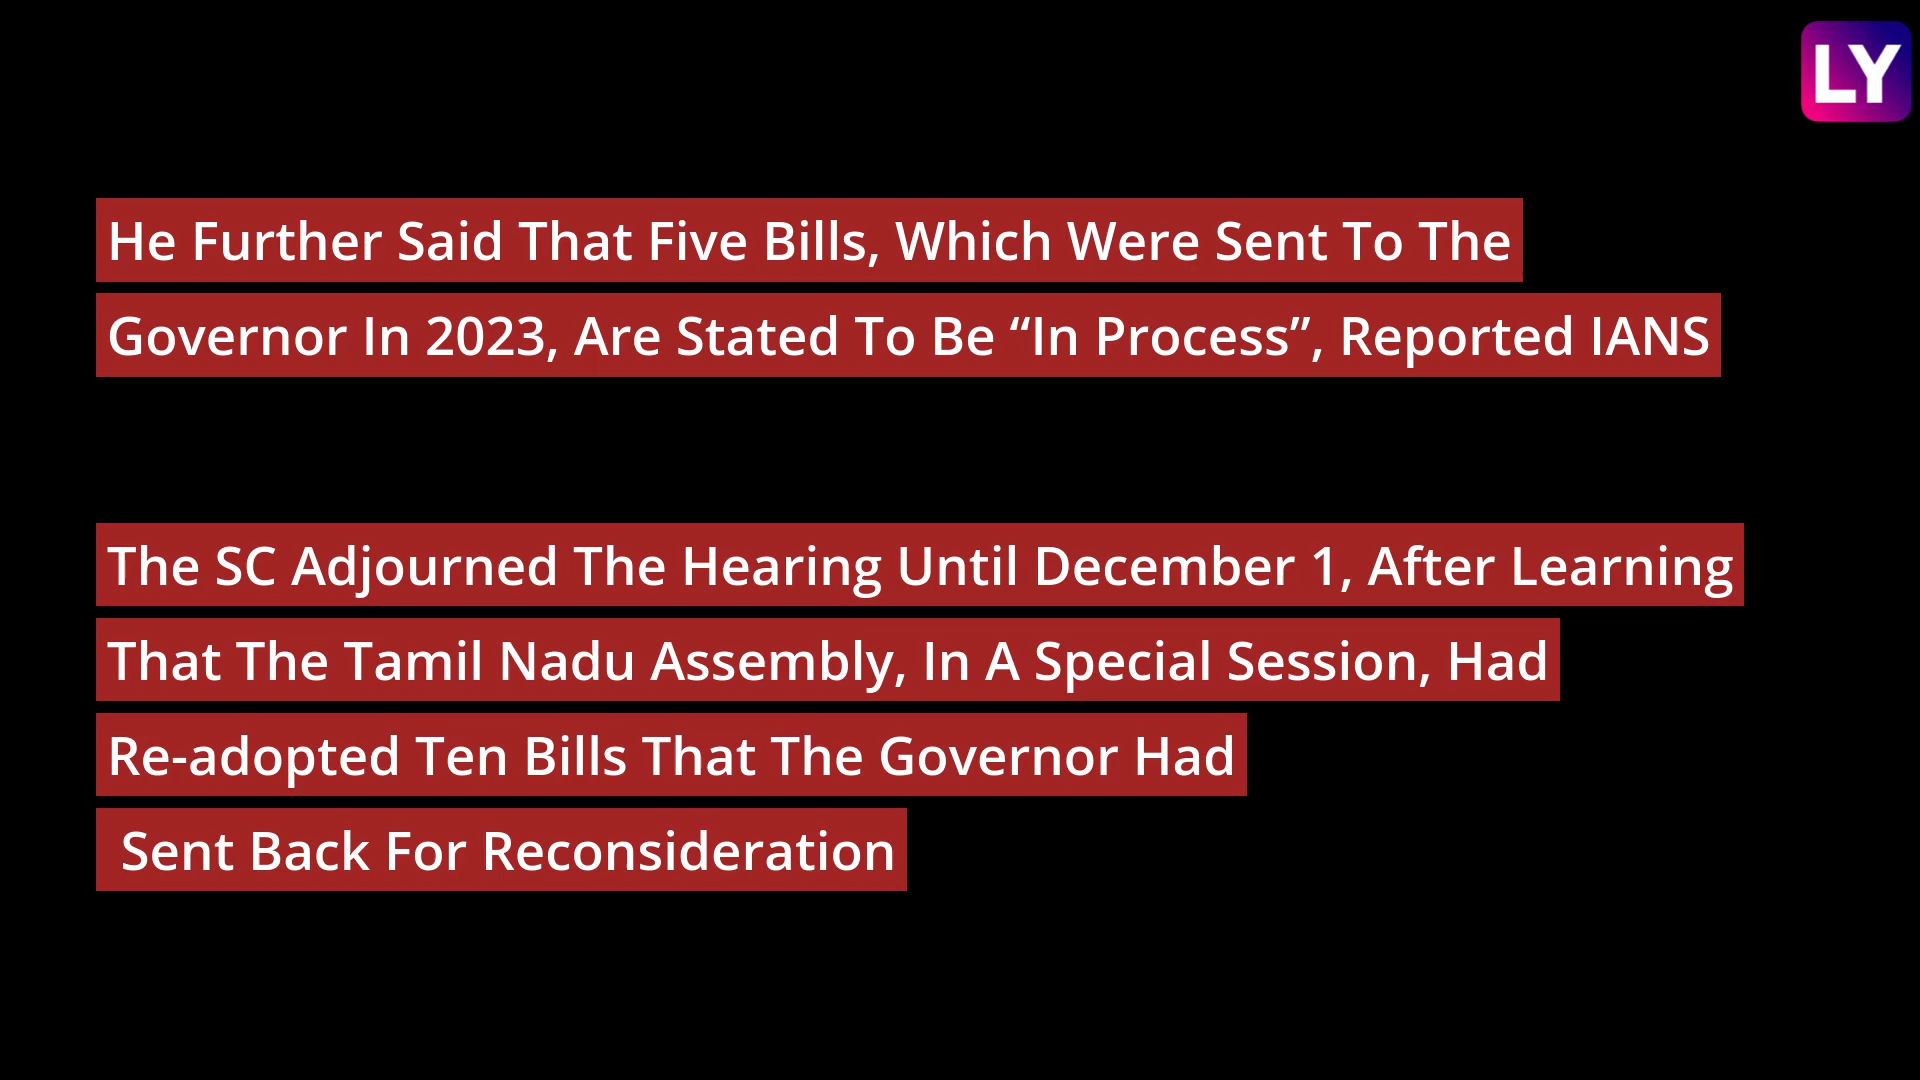 LY
He Further Said That Five Bills, Which Were Sent To The
Governor In 2023, Are Stated To Be “In Process”, Reported IANS
The SC Adjourned The Hearing Until December 1, After Learning
That The Tamil Nadu Assembly, In A Special Session, Had
Re-adopted Ten Bills That The Governor Had
Sent Back For Reconsideration